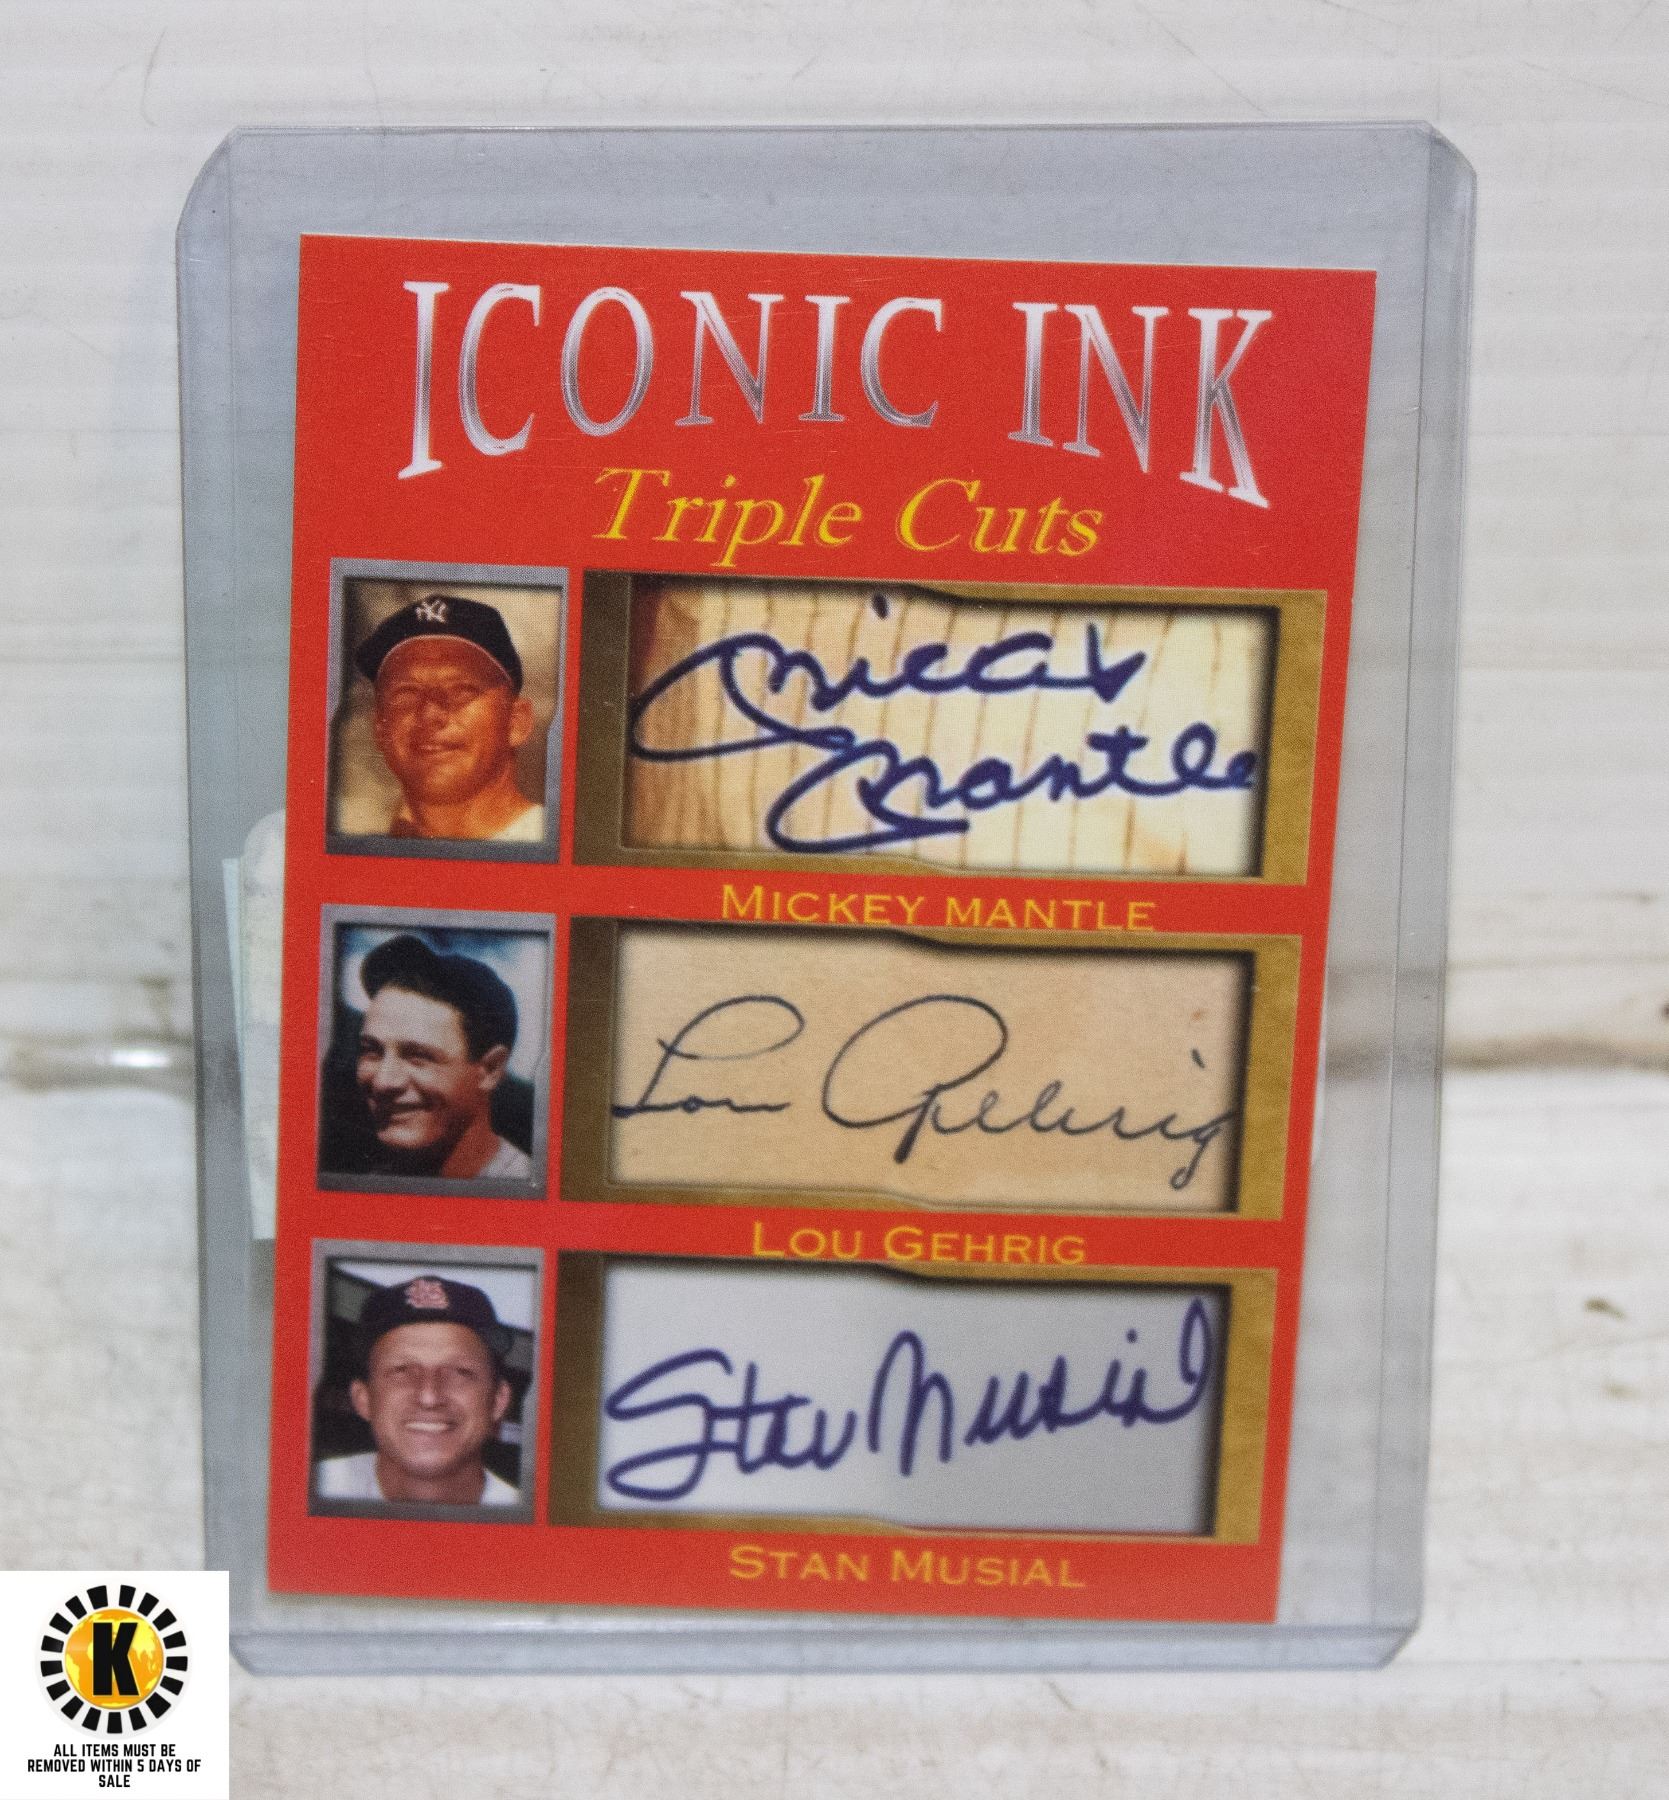 ICONIC INK
Triple Cuts
NY
Mickey Mantle
MICKEY MANTLE
Lou Gehrig
LOU GEHRIG
Stan Musial
STAN MUSIAL
K
ALL ITEMS MUST BE
REMOVED WITHIN 5 DAYS OF
SALE